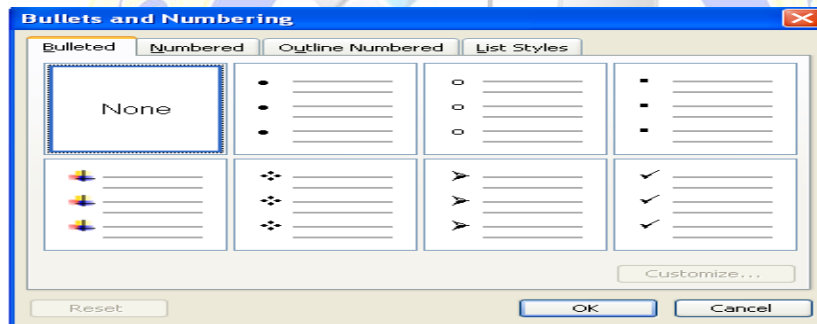 Bullets and Numbering
Bulleted Numbered Outline Numbered List Styles
None
Customize...
Reset OK Cancel